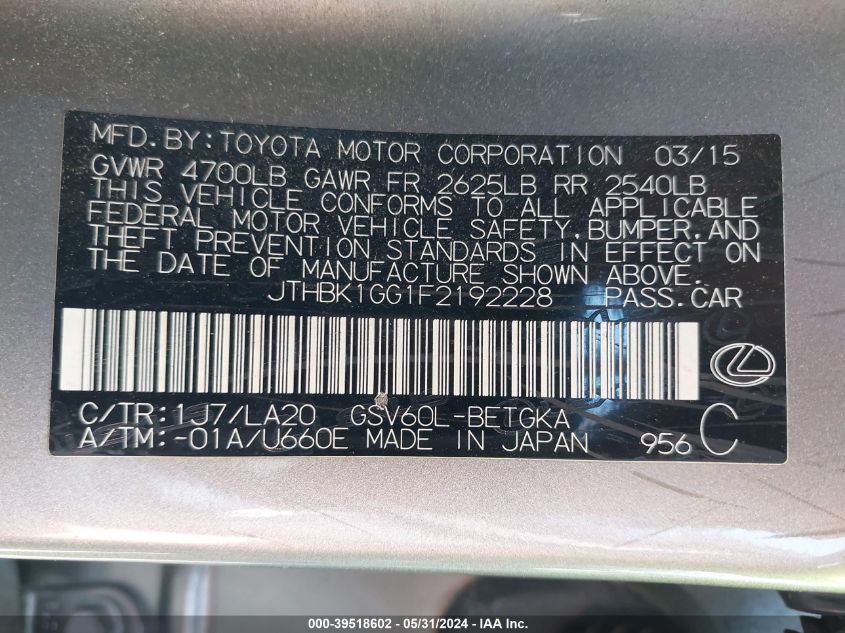 MFD.BY:TOYOTA MOTOR CORPORATION 03/15
GVWR 4700LB GAWR FR 2625LB RR 2540LB
THIS VEHICLE CONFORMS TO ALL APPLICABLE
FEDERAL MOTOR VEHICLE SAFETY,BUMPER,AND
THEFT PREVENTION STANDARDS IN EFFECT ON
THE DATE OF MANUFACTURE SHOWN ABOVE.
JTHBK1GG1F2192228 PASS.CAR
C/TR:1J7/LA20 GSV60L-BETGKA
A/TM:-01A/U660E MADE IN JAPAN 956 C
000-39518602 - 05/31/2024 - IAA Inc.